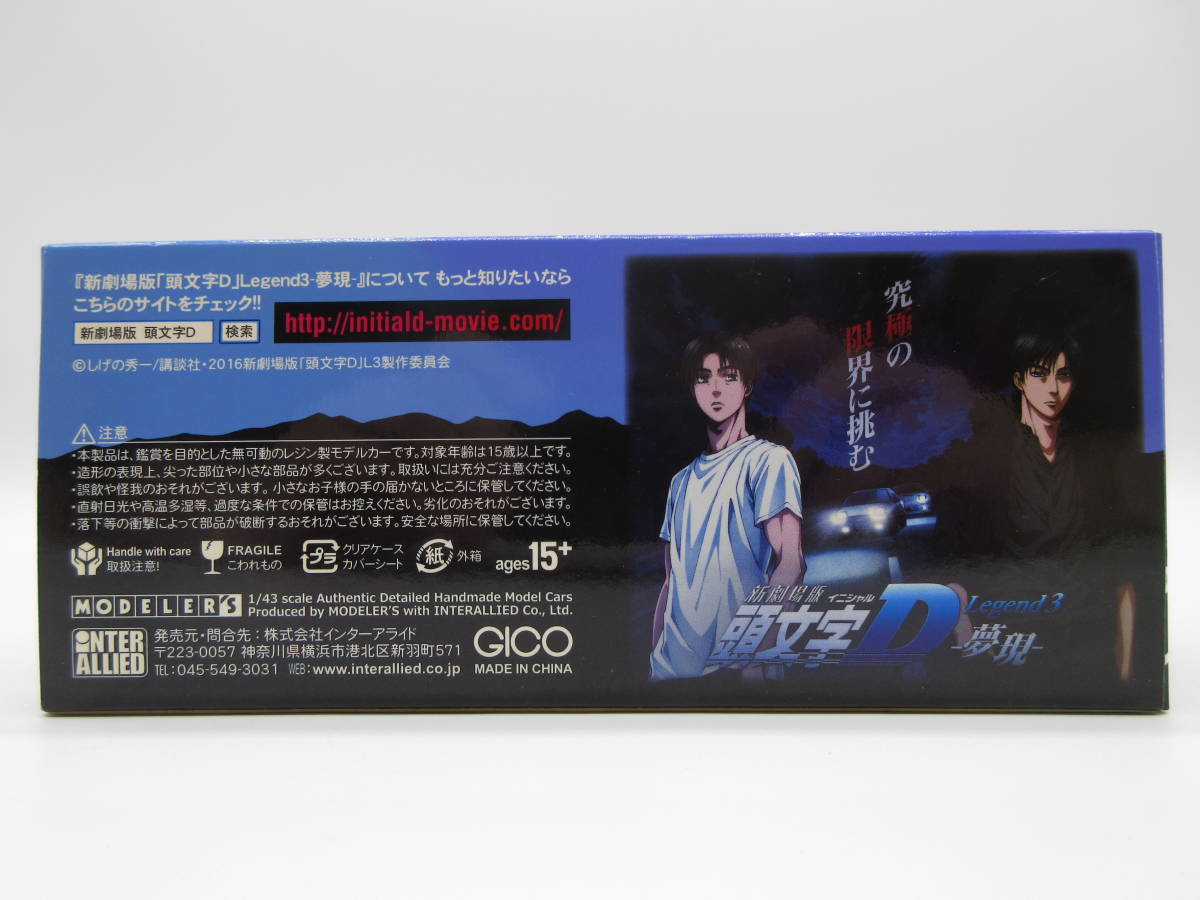 『新劇場版「頭文字D」Legend3-夢現-』について もっと知りたいなら
こちらのサイトをチェック!!
新劇場版 頭文字D 検索
http://initiald-movie.com/
©しげの秀一/講談社・2016新劇場版「頭文字D」L3製作委員会
注意
・本製品は、鑑賞を目的とした無可動のレジン製モデルカーです。対象年齢は15歳以上です。
・造形の表現上、尖った部位や小さな部品が多くございます。取扱いには充分ご注意ください。
・誤飲や怪我のおそれがございます。小さなお子様の手の届かないところに保管してください。
・直射日光や高温多湿等、過度な条件での保管はお控えください。劣化のおそれがございます。
・落下等の衝撃によって部品が破断するおそれがございます。安全な場所に保管してください。
Handle with care
取扱注意!
FRAGILE
こわれもの
プラ
クリアケース
カバーシート
紙 外箱
ages15+
MODELER'S
1/43 scale Authentic Detailed Handmade Model Cars
Produced by MODELER'S with INTERALLIED Co., Ltd.
INTER
ALLIED
発売元・問合先:株式会社インターアライド
〒223-0057 神奈川県横浜市港北区新羽町571
TEL:045-549-3031 WEB:www.interallied.co.jp
GICO
MADE IN CHINA
究極の
限界に挑む
新劇場版 イニシャル
頭文字D
Legend 3
-夢現-